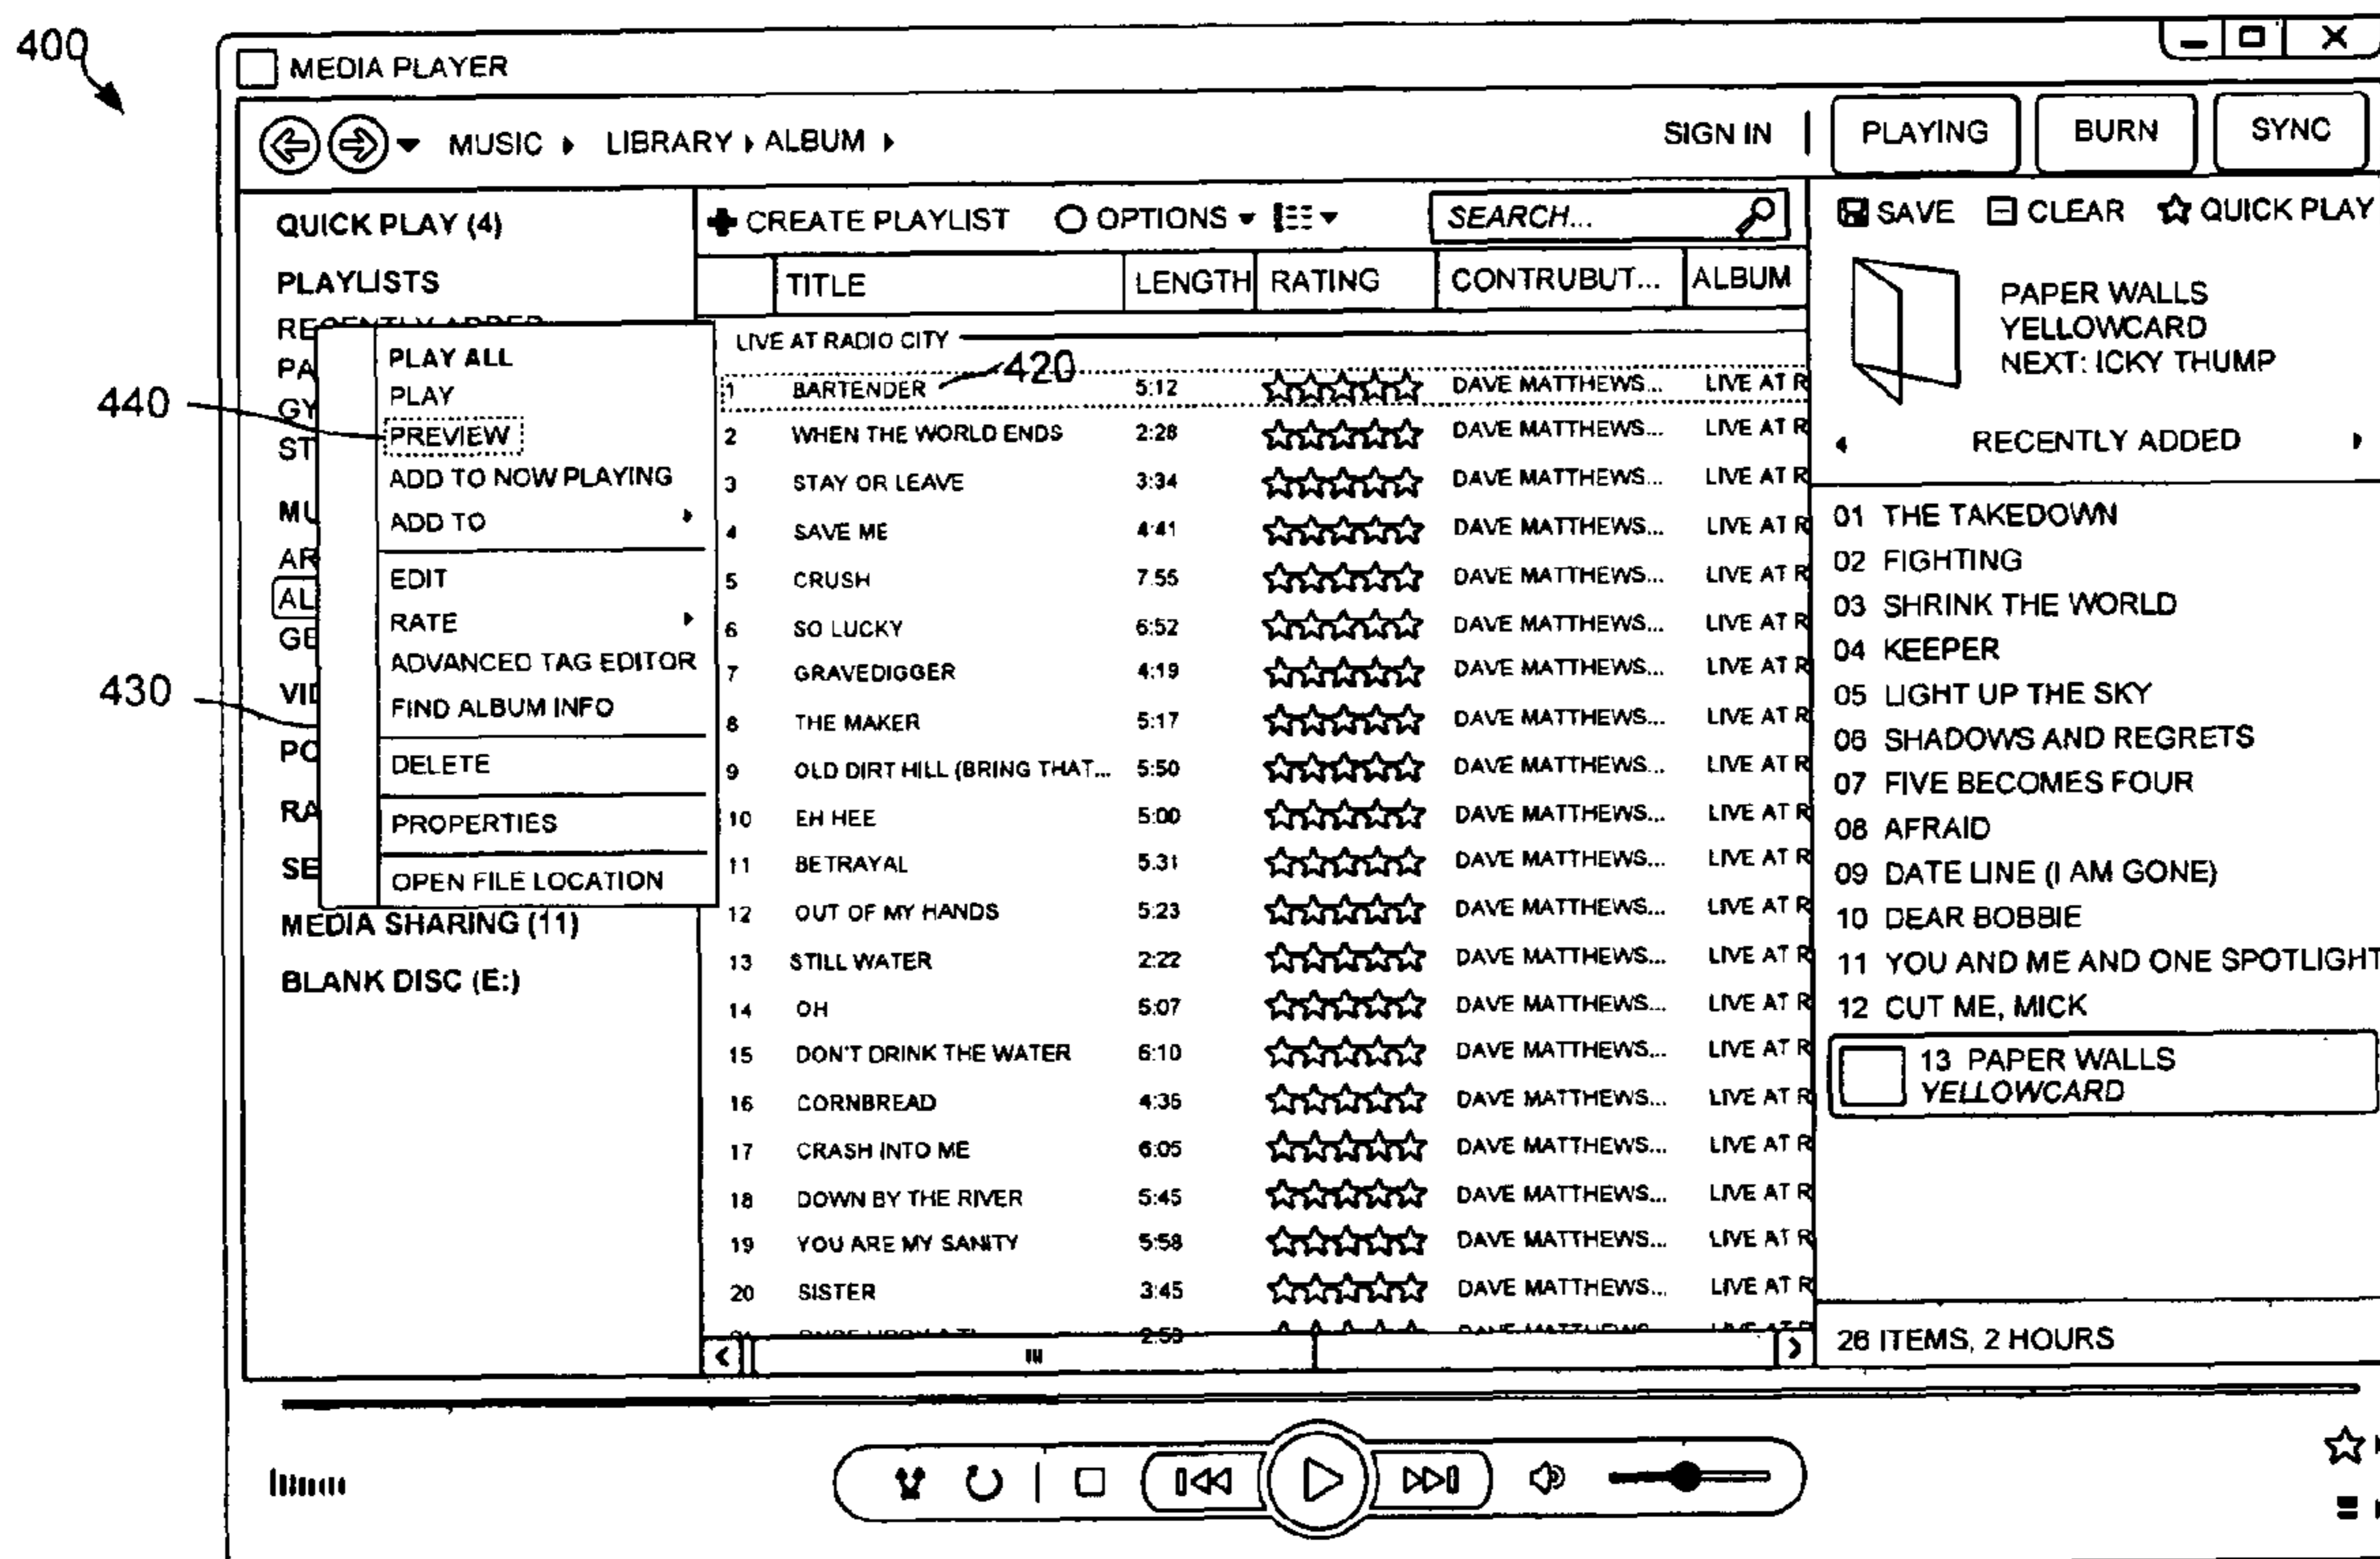 400
MEDIA PLAYER
MUSIC LIBRARY ALBUM SIGN IN PLAYING BURN SYNC
QUICK PLAY (4)
PLAYLISTS
RECENTLY ADDED
PA
GY
ST
MU
AR
AL
GE
VI
PO
RA
SE
MEDIA SHARING (11)
BLANK DISC (E:)
440
430
PLAY ALL
PLAY
PREVIEW
ADD TO NOW PLAYING
ADD TO
EDIT
RATE
ADVANCED TAG EDITOR
FIND ALBUM INFO
DELETE
PROPERTIES
OPEN FILE LOCATION
CREATE PLAYLIST OPTIONS SEARCH...
TITLE LENGTH RATING CONTRUBUT... ALBUM
LIVE AT RADIO CITY
420
1 BARTENDER 5:12 DAVE MATTHEWS... LIVE AT R
2 WHEN THE WORLD ENDS 2:28 DAVE MATTHEWS... LIVE AT R
3 STAY OR LEAVE 3:34 DAVE MATTHEWS... LIVE AT R
4 SAVE ME 4:41 DAVE MATTHEWS... LIVE AT R
5 CRUSH 7:55 DAVE MATTHEWS... LIVE AT R
6 SO LUCKY 6:52 DAVE MATTHEWS... LIVE AT R
7 GRAVEDIGGER 4:19 DAVE MATTHEWS... LIVE AT R
8 THE MAKER 5:17 DAVE MATTHEWS... LIVE AT R
9 OLD DIRT HILL (BRING THAT... 5:50 DAVE MATTHEWS... LIVE AT R
10 EH HEE 5:00 DAVE MATTHEWS... LIVE AT R
11 BETRAYAL 5:31 DAVE MATTHEWS... LIVE AT R
12 OUT OF MY HANDS 5:23 DAVE MATTHEWS... LIVE AT R
13 STILL WATER 2:22 DAVE MATTHEWS... LIVE AT R
14 OH 5:07 DAVE MATTHEWS... LIVE AT R
15 DON'T DRINK THE WATER 6:10 DAVE MATTHEWS... LIVE AT R
16 CORNBREAD 4:36 DAVE MATTHEWS... LIVE AT R
17 CRASH INTO ME 6:05 DAVE MATTHEWS... LIVE AT R
18 DOWN BY THE RIVER 5:45 DAVE MATTHEWS... LIVE AT R
19 YOU ARE MY SANITY 5:58 DAVE MATTHEWS... LIVE AT R
20 SISTER 3:45 DAVE MATTHEWS... LIVE AT R
2:59
SAVE CLEAR QUICK PLAY
PAPER WALLS
YELLOWCARD
NEXT: ICKY THUMP
RECENTLY ADDED
01 THE TAKEDOWN
02 FIGHTING
03 SHRINK THE WORLD
04 KEEPER
05 LIGHT UP THE SKY
06 SHADOWS AND REGRETS
07 FIVE BECOMES FOUR
08 AFRAID
09 DATE LINE (I AM GONE)
10 DEAR BOBBIE
11 YOU AND ME AND ONE SPOTLIGHT
12 CUT ME, MICK
13 PAPER WALLS
YELLOWCARD
26 ITEMS, 2 HOURS